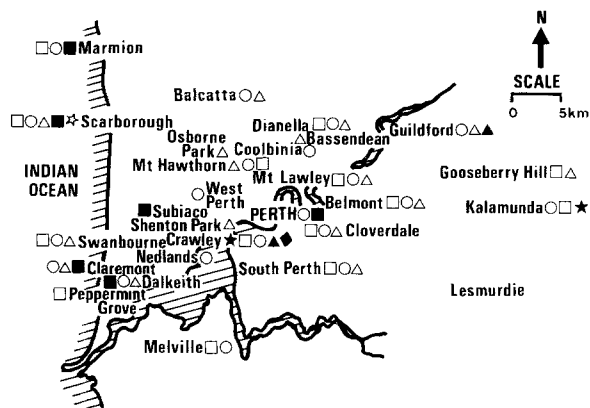 N
Marmion
SCALE
0 5km
Balcatta
Scarborough
Dianella
Bassendean
Guildford
Osborne
Park
Coolbinia
INDIAN
OCEAN
Mt Hawthorn
Mt Lawley
Gooseberry Hill
West
Perth
Belmont
Kalamunda
Subiaco
PERTH
Shenton Park
Cloverdale
Swanbourne
Crawley
Nedlands
Claremont
South Perth
Dalkeith
Lesmurdie
Peppermint
Grove
Melville